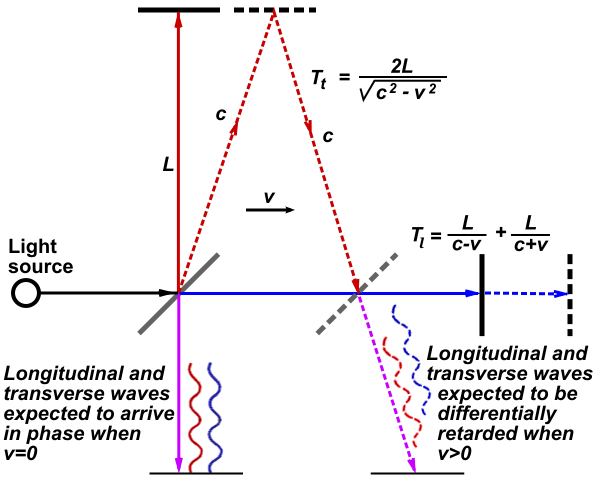 T_t = 2L / √(c² - v²)
c
c
L
v
T_l = L/(c-v) + L/(c+v)
Light
source
Longitudinal and
transverse waves
expected to arrive
in phase when
v=0
Longitudinal and
transverse waves
expected to be
differentially
retarded when
v>0